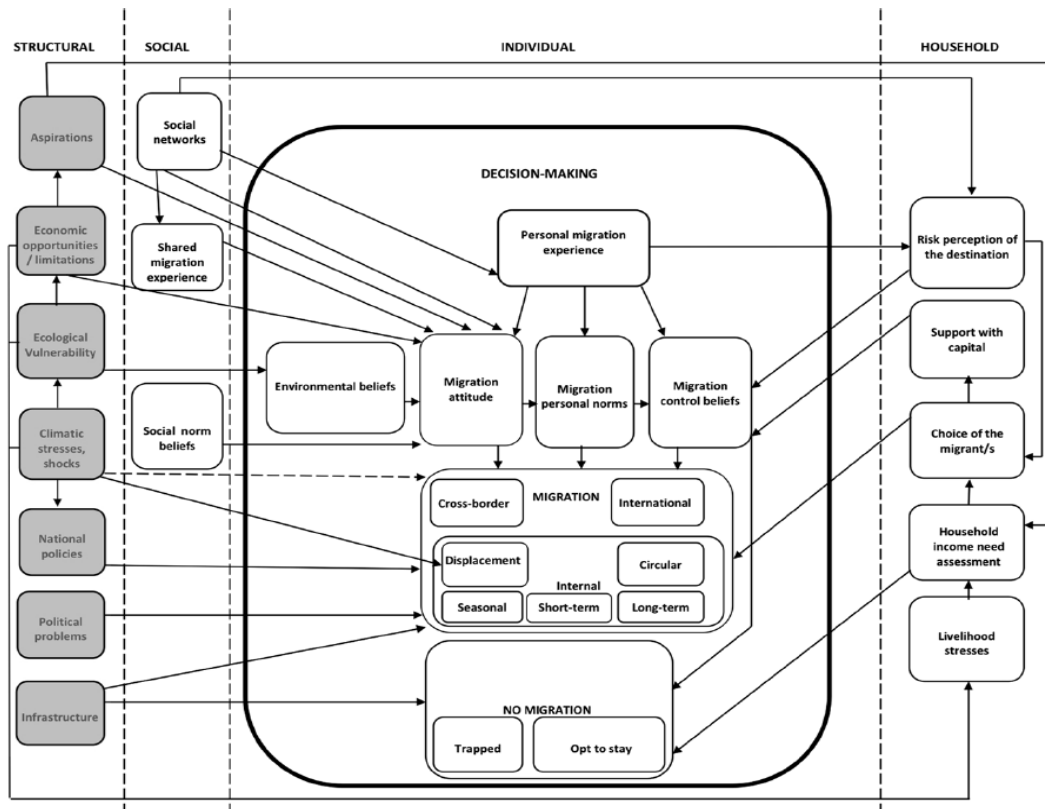 STRUCTURAL
SOCIAL
INDIVIDUAL
HOUSEHOLD
Aspirations
Economic
opportunities
/ limitations
Ecological
Vulnerability
Climatic
stresses,
shocks
National
policies
Political
problems
Infrastructure
Social
networks
Shared
migration
experience
Social norm
beliefs
DECISION-MAKING
Personal migration
experience
Environmental beliefs
Migration
attitude
Migration
personal norms
Migration
control beliefs
MIGRATION
Cross-border
International
Displacement
Circular
Internal
Seasonal
Short-term
Long-term
NO MIGRATION
Trapped
Opt to stay
Risk perception of
the destination
Support with
capital
Choice of the
migrant/s
Household
income need
assessment
Livelihood
stresses